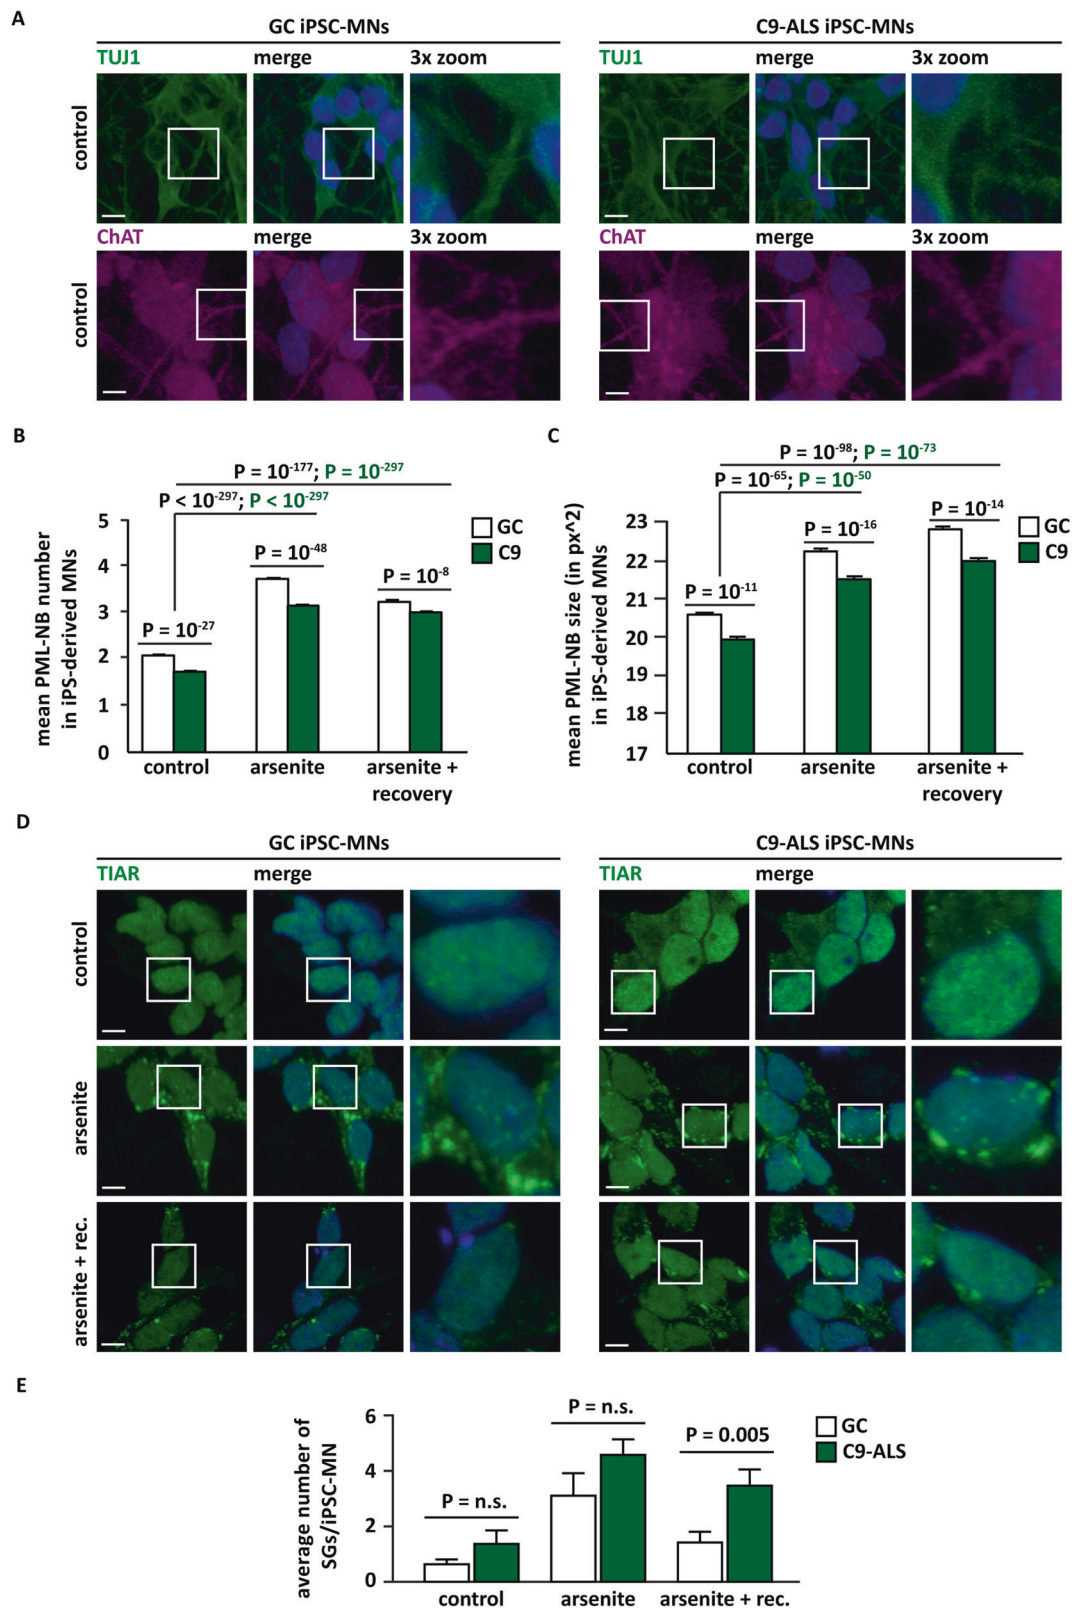 A
GC iPSC-MNs
C9-ALS iPSC-MNs
TUJ1 merge 3x zoom
TUJ1 merge 3x zoom
control
ChAT merge 3x zoom
ChAT merge 3x zoom
control
B
P = 10^-177; P = 10^-297
P < 10^-297; P < 10^-297
mean PML-NB number
in iPS-derived MNs
5
4
3
2
1
0
P = 10^-27
P = 10^-48
P = 10^-8
GC
C9
control arsenite arsenite +
recovery
C
P = 10^-98; P = 10^-73
P = 10^-65; P = 10^-50
mean PML-NB size (in px^2)
in iPS-derived MNs
23
22
21
20
19
18
17
P = 10^-11
P = 10^-16
P = 10^-14
GC
C9
control arsenite arsenite +
recovery
D
GC iPSC-MNs
C9-ALS iPSC-MNs
TIAR merge
TIAR merge
control
arsenite
arsenite + rec.
E
average number of
SGs/iPSC-MN
6
4
2
0
P = n.s.
P = n.s.
P = 0.005
GC
C9-ALS
control arsenite arsenite + rec.